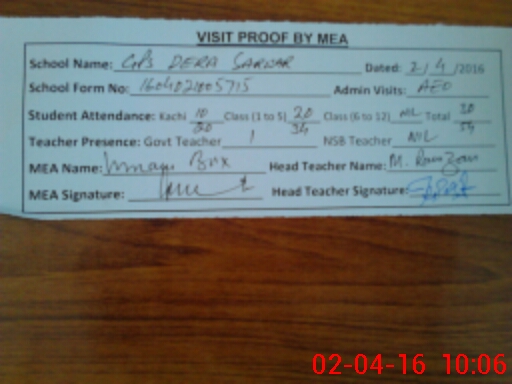 VISIT PROOF BY MEA
School Name: GPS DERA SARWAR Dated: 2/4/2016
School Form No: Admin Visits: AEO
Student Attendance: Kachi 10/20 Class (1 to 5) 20/34 Class (6 to 12) NIL Total 30/54
Teacher Presence: Govt Teacher 1 NSB Teacher NIL
MEA Name: Bux Head Teacher Name: M.
MEA Signature: Head Teacher Signature:
02-04-16 10:06